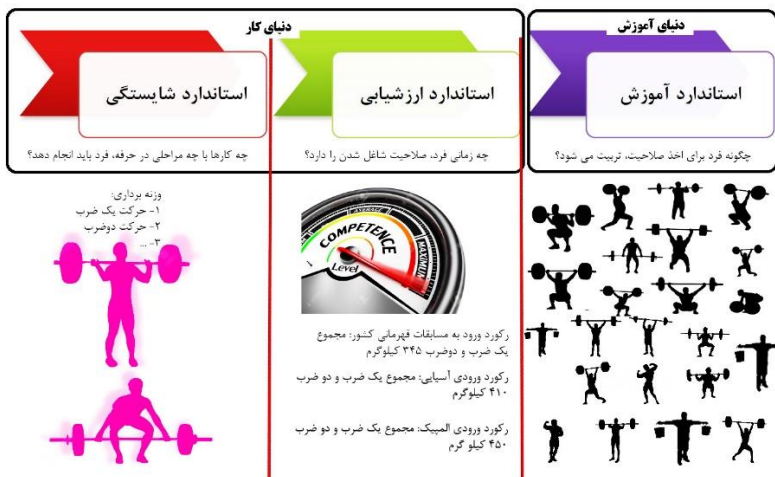 دنیای آموزش
استاندارد آموزش
چگونه فرد برای اخذ صلاحیت، تربیت می شود؟
دنیای کار
استاندارد ارزشیابی
چه زمانی فرد، صلاحیت شاغل شدن را دارد؟
AVERAGE
MAXIMUM
COMPETENCE
Level
رکورد ورود به مسابقات قهرمانی کشور: مجموع
یک ضرب و دوضرب ۳۴۵ کیلوگرم
رکورد ورودی آسیایی: مجموع یک ضرب و دو ضرب
۴۱۰ کیلوگرم
رکورد ورودی المپیک: مجموع یک ضرب و دو ضرب
۴۵۰ کیلو گرم
استاندارد شایستگی
چه کارها با چه مراحلی در حرفه، فرد باید انجام دهد؟
وزنه برداری:
۱- حرکت یک ضرب
۲- حرکت دوضرب
۳- ...